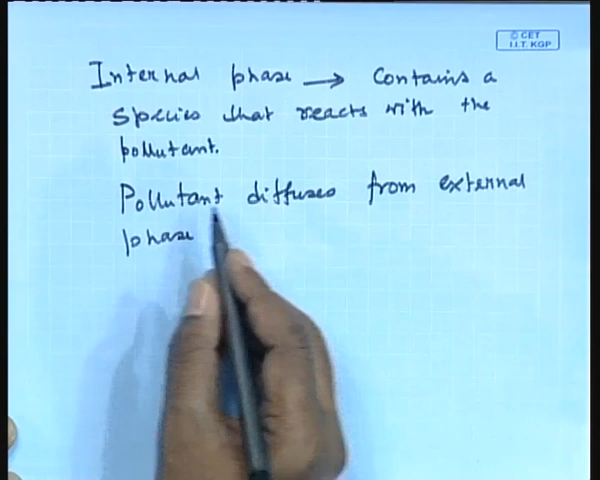 © CET
I.I.T. KGP
Internal phase → Contains a
species that reacts with the
pollutant.
Pollutant diffuses from external
phase